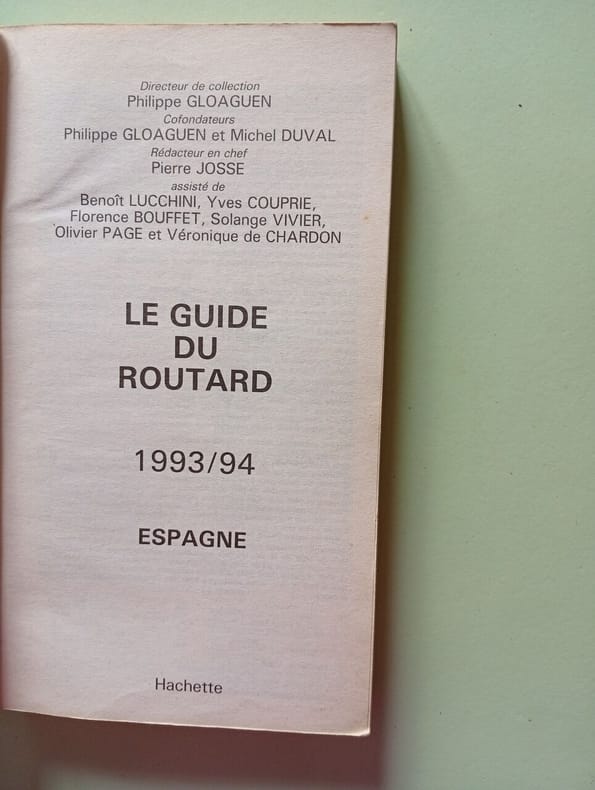 Directeur de collection
Philippe GLOAGUEN
Cofondateurs
Philippe GLOAGUEN et Michel DUVAL
Rédacteur en chef
Pierre JOSSE
assisté de
Benoît LUCCHINI, Yves COUPRIE,
Florence BOUFFET, Solange VIVIER,
Olivier PAGE et Véronique de CHARDON
LE GUIDE
DU
ROUTARD
1993/94
ESPAGNE
Hachette